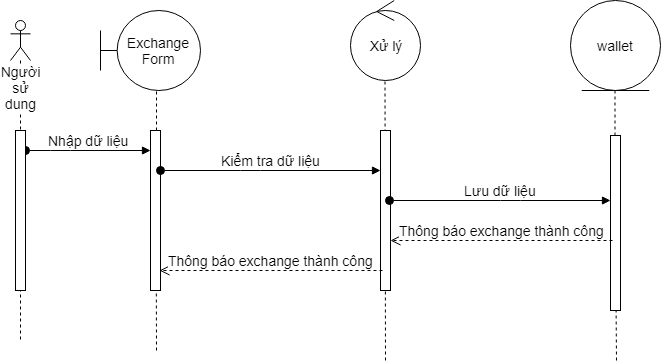 Exchange
Form
Xử lý
wallet
Người
sử
dung
Nhập dữ liệu
Kiểm tra dữ liệu
Lưu dữ liệu
Thông báo exchange thành công
Thông báo exchange thành công